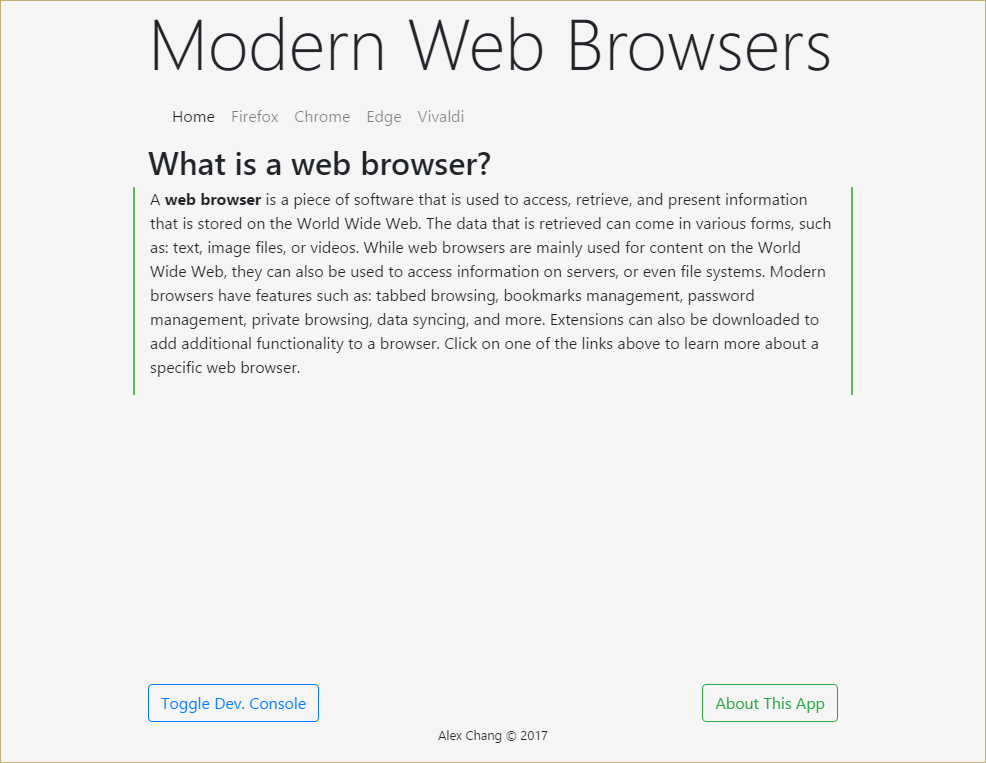 Modern Web Browsers
Home Firefox Chrome Edge Vivaldi
What is a web browser?
A web browser is a piece of software that is used to access, retrieve, and present information
that is stored on the World Wide Web. The data that is retrieved can come in various forms, such
as: text, image files, or videos. While web browsers are mainly used for content on the World
Wide Web, they can also be used to access information on servers, or even file systems. Modern
browsers have features such as: tabbed browsing, bookmarks management, password
management, private browsing, data syncing, and more. Extensions can also be downloaded to
add additional functionality to a browser. Click on one of the links above to learn more about a
specific web browser.
Toggle Dev. Console About This App
Alex Chang © 2017